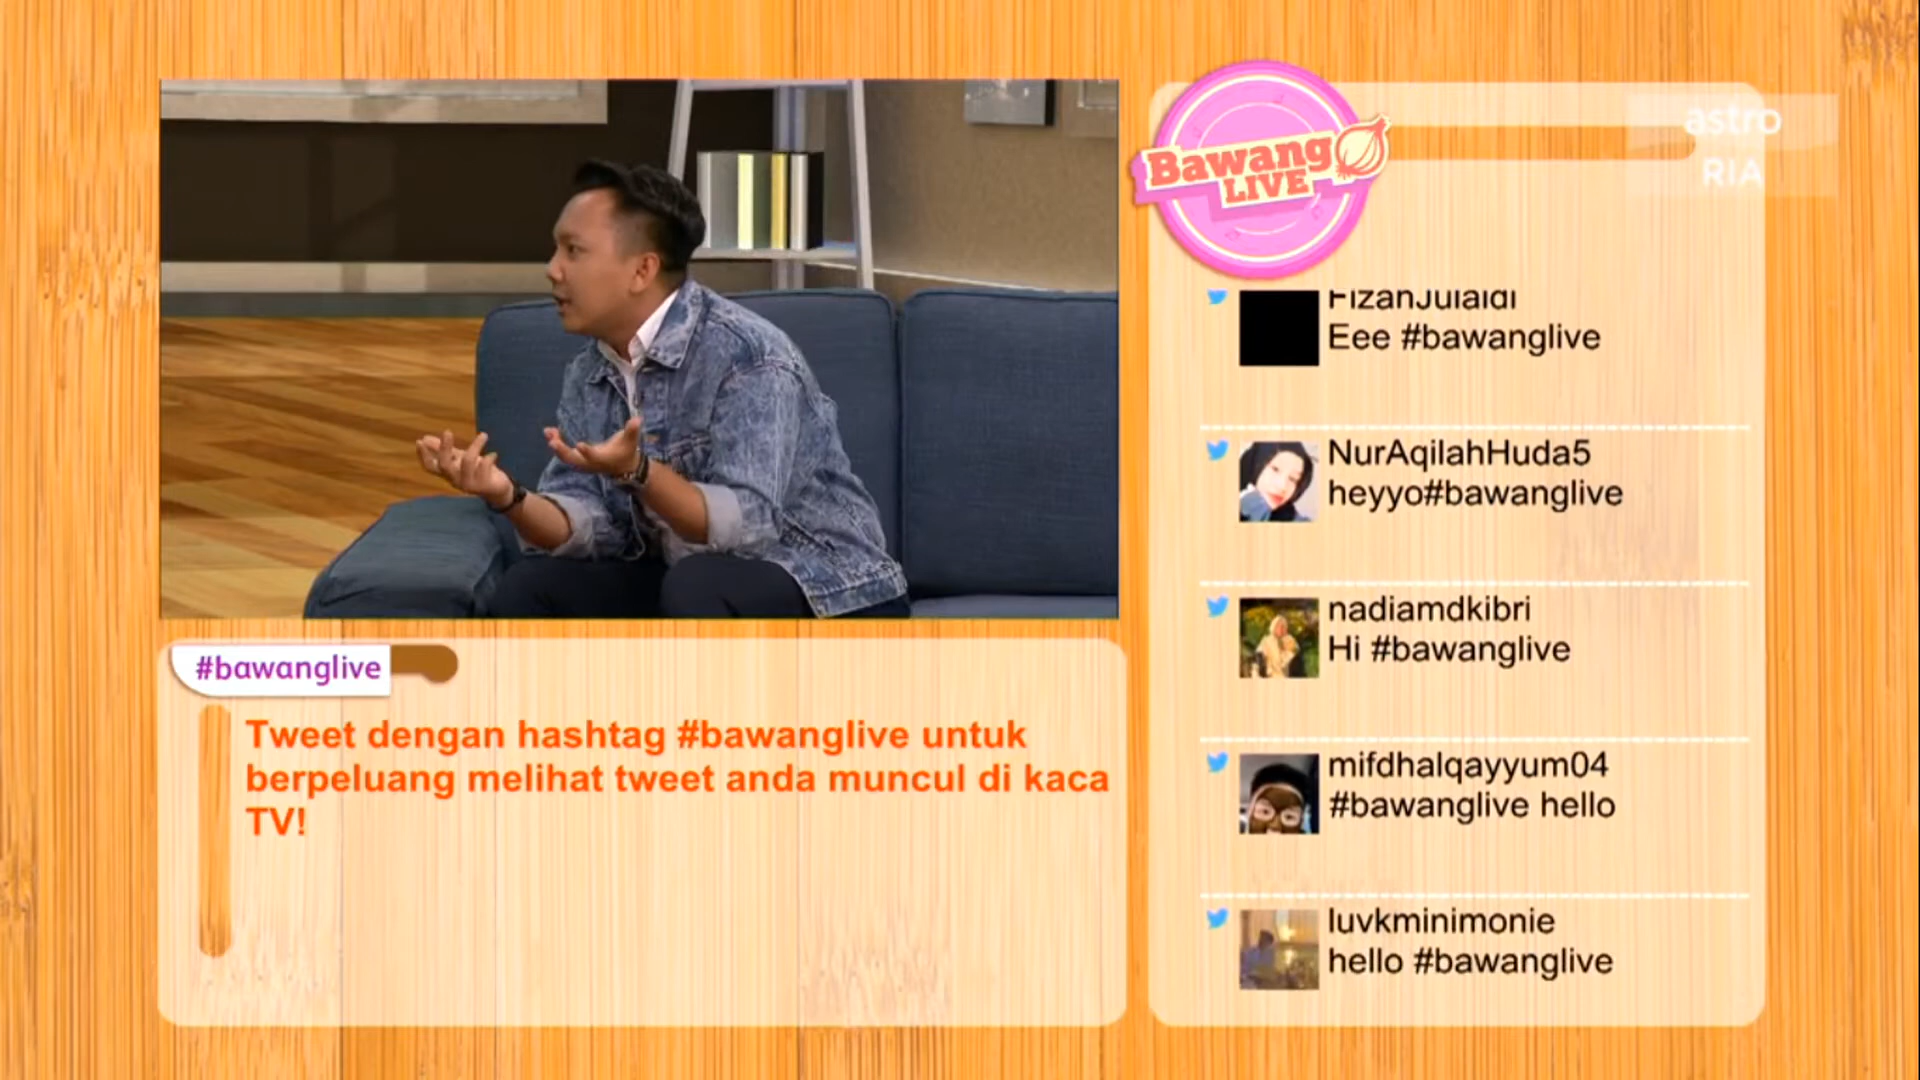 astro
RIA
Bawang
LIVE
FizanJulaidi
Eee #bawanglive
NurAqilahHuda5
heyyo#bawanglive
nadiamdkibri
Hi #bawanglive
mifdhalqayyum04
#bawanglive hello
luvkminimonie
hello #bawanglive
#bawanglive
Tweet dengan hashtag #bawanglive untuk
berpeluang melihat tweet anda muncul di kaca
TV!